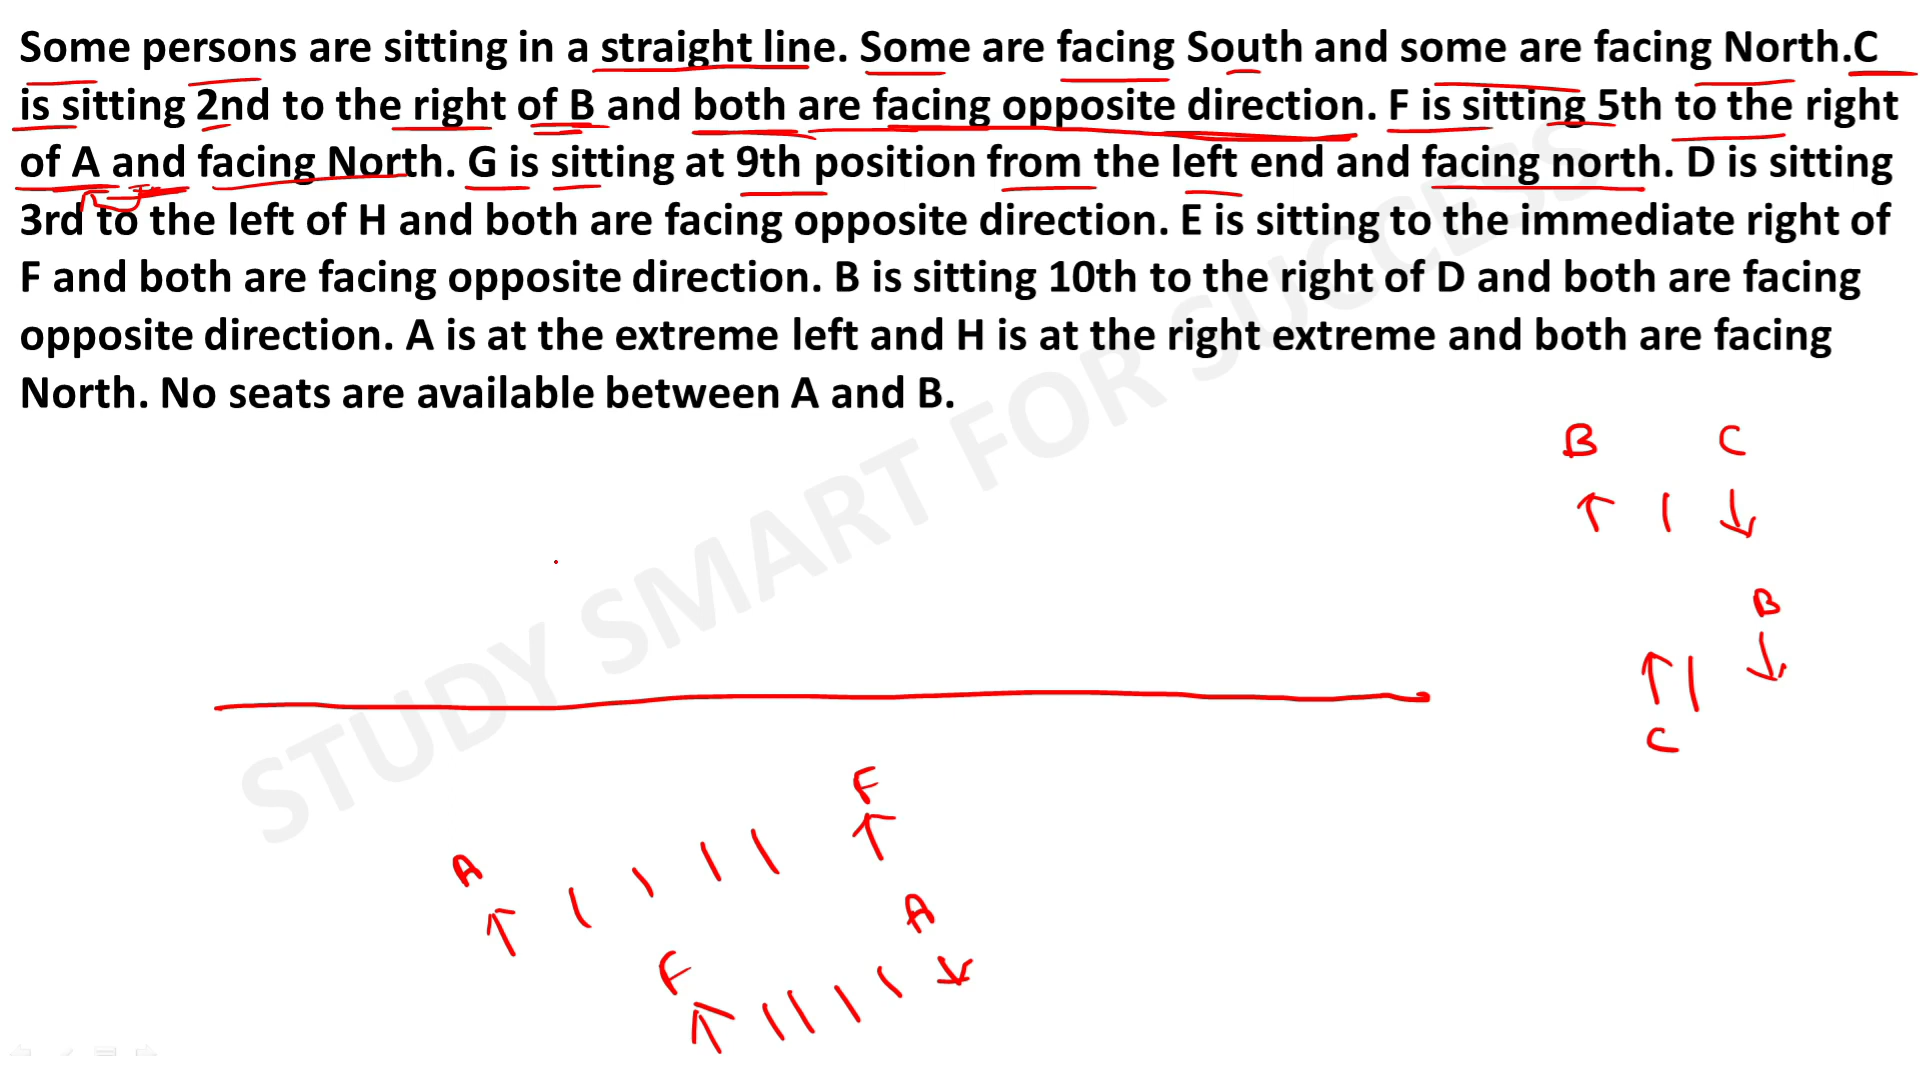 Some persons are sitting in a straight line. Some are facing South and some are facing North.C
is sitting 2nd to the right of B and both are facing opposite direction. F is sitting 5th to the right
of A and facing North. G is sitting at 9th position from the left end and facing north. D is sitting
3rd to the left of H and both are facing opposite direction. E is sitting to the immediate right of
F and both are facing opposite direction. B is sitting 10th to the right of D and both are facing
opposite direction. A is at the extreme left and H is at the right extreme and both are facing
North. No seats are available between A and B.
STUDY SMART FOR SUCCESS
B C
B
C
F
A
A
F